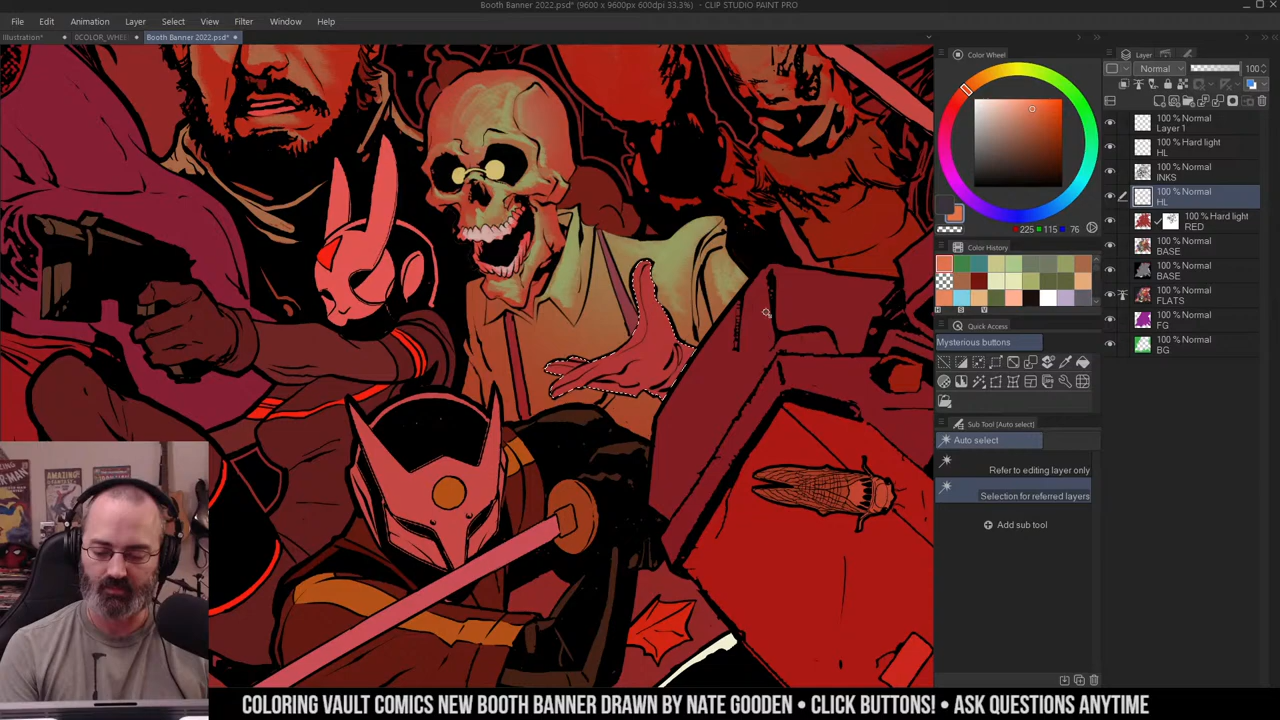 Booth Banner 2022.psd* (9600 x 9600px 600dpi 33.3%) - CLIP STUDIO PAINT PRO
File Edit Animation Layer Select View Filter Window Help
Illustration* 0COLOR_WHEE Booth Banner 2022.psd*
Color Wheel
225 115 76
Color History
H S V
Quick Access
Mysterious buttons
Sub Tool [Auto select]
Auto select
Refer to editing layer only
Selection for referred layers
Add sub tool
Layer
Normal 100
100 % Normal
Layer 1
100 % Hard light
HL
100 % Normal
INKS
100 % Normal
HL
100 % Hard light
RED
100 % Normal
BASE
100 % Normal
BASE
100 % Normal
FLATS
100 % Normal
FG
100 % Normal
BG
COLORING VAULT COMICS NEW BOOTH BANNER DRAWN BY NATE GOODEN • CLICK BUTTONS! • ASK QUESTIONS ANYTIME